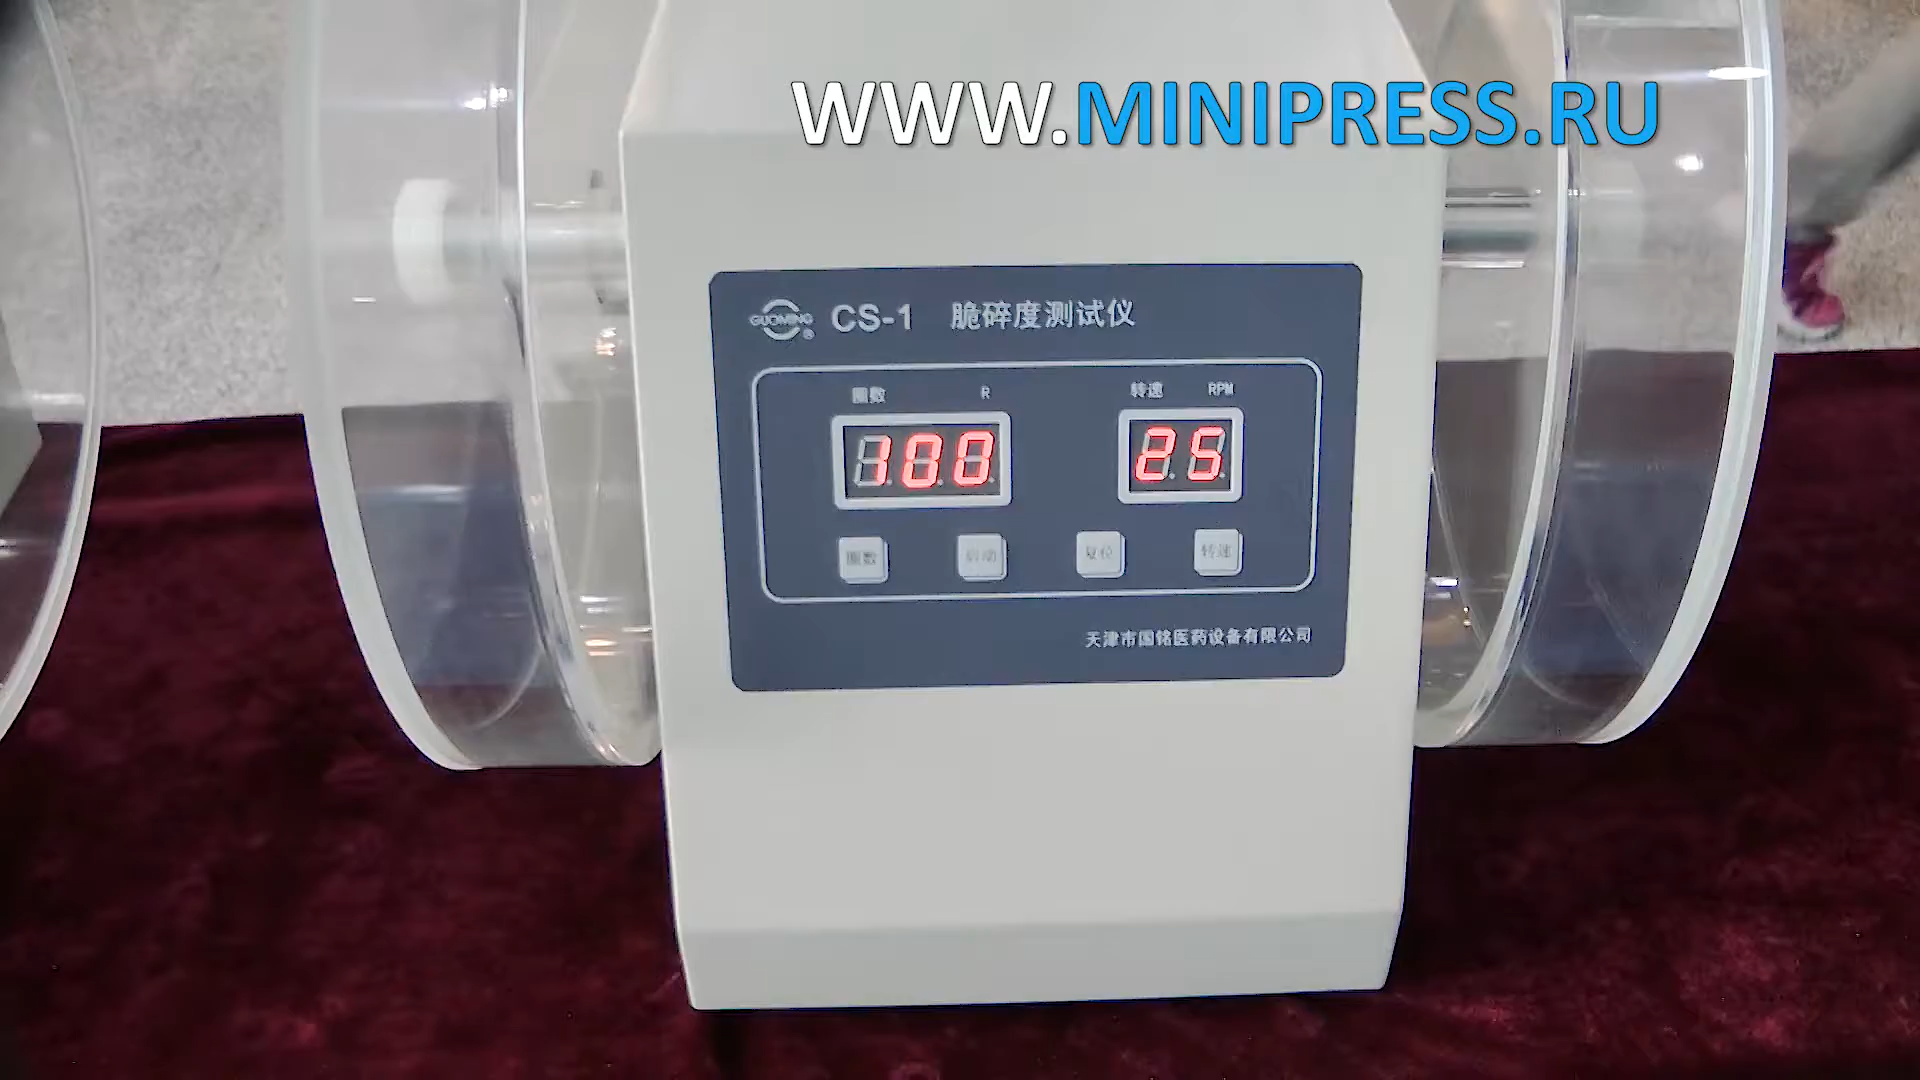 WWW.MINIPRESS.RU
GUOMING® CS-1 脆碎度测试仪
圈数 R 转速 RPM
100 25
圈数 启动 复位 转速
天津市国铭医药设备有限公司